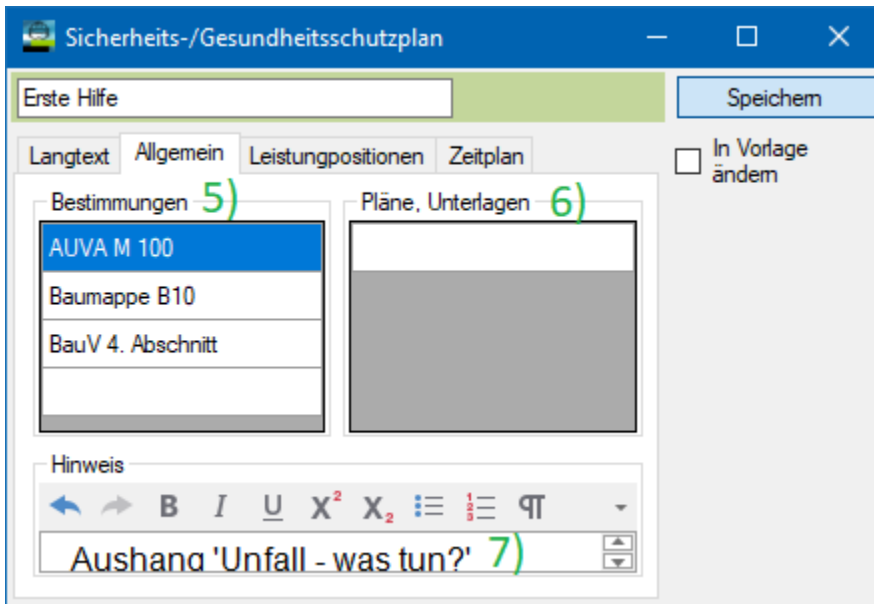 Sicherheits-/Gesundheitsschutzplan
Erste Hilfe
Speichern
In Vorlage
ändern
Langtext Allgemein Leistungpositionen Zeitplan
Bestimmungen 5) Pläne, Unterlagen 6)
AUVA M 100
Baumappe B10
BauV 4. Abschnitt
Hinweis
B I U X² X₂ ¶
Aushang 'Unfall - was tun?' 7)